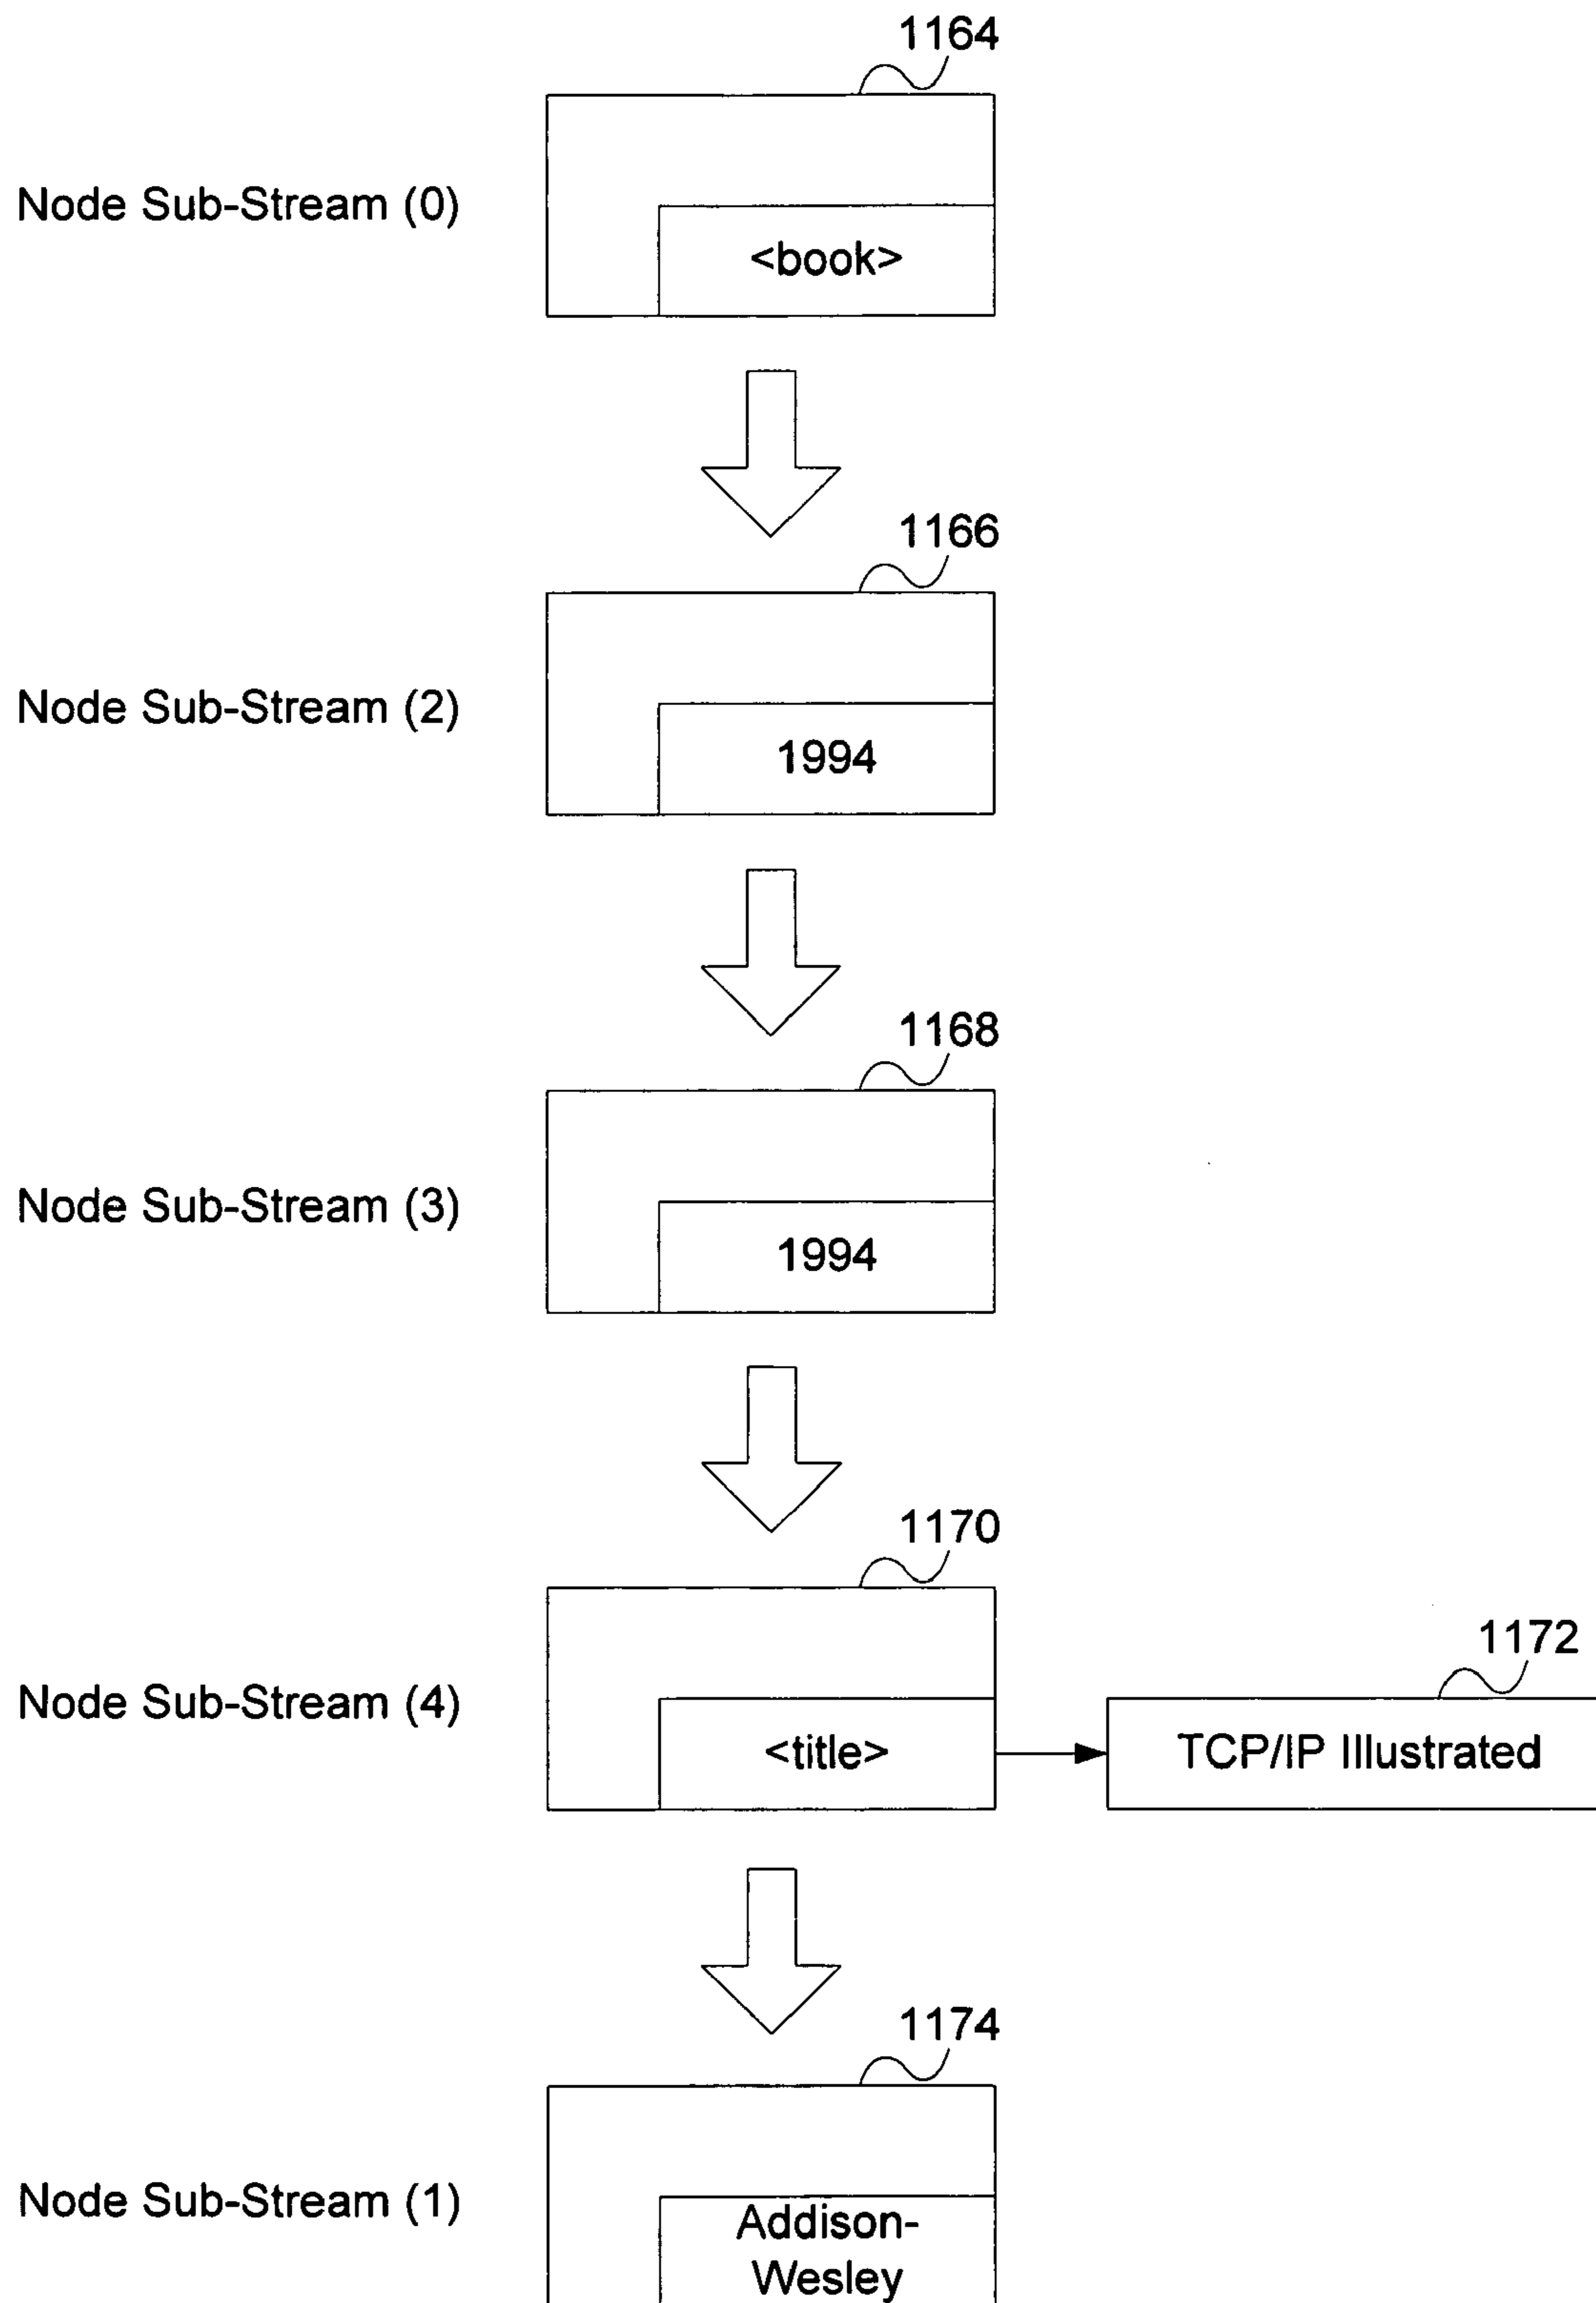 1164
Node Sub-Stream (0)
<book>
1166
Node Sub-Stream (2)
1994
1168
Node Sub-Stream (3)
1994
1170
1172
Node Sub-Stream (4)
<title>
TCP/IP Illustrated
1174
Node Sub-Stream (1)
Addison-
Wesley